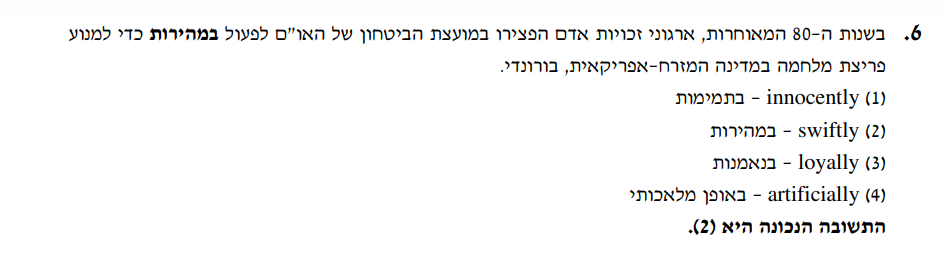 6. בשנות ה-80 המאוחרות, ארגוני זכויות אדם הפצירו במועצת הביטחון של האו"ם לפעול במהירות כדי למנוע
פריצת מלחמה במדינה המזרח-אפריקאית, בורונדי.
(1) innocently - בתמימות
(2) swiftly - במהירות
(3) loyally - בנאמנות
(4) artificially - באופן מלאכותי
התשובה הנכונה היא (2).